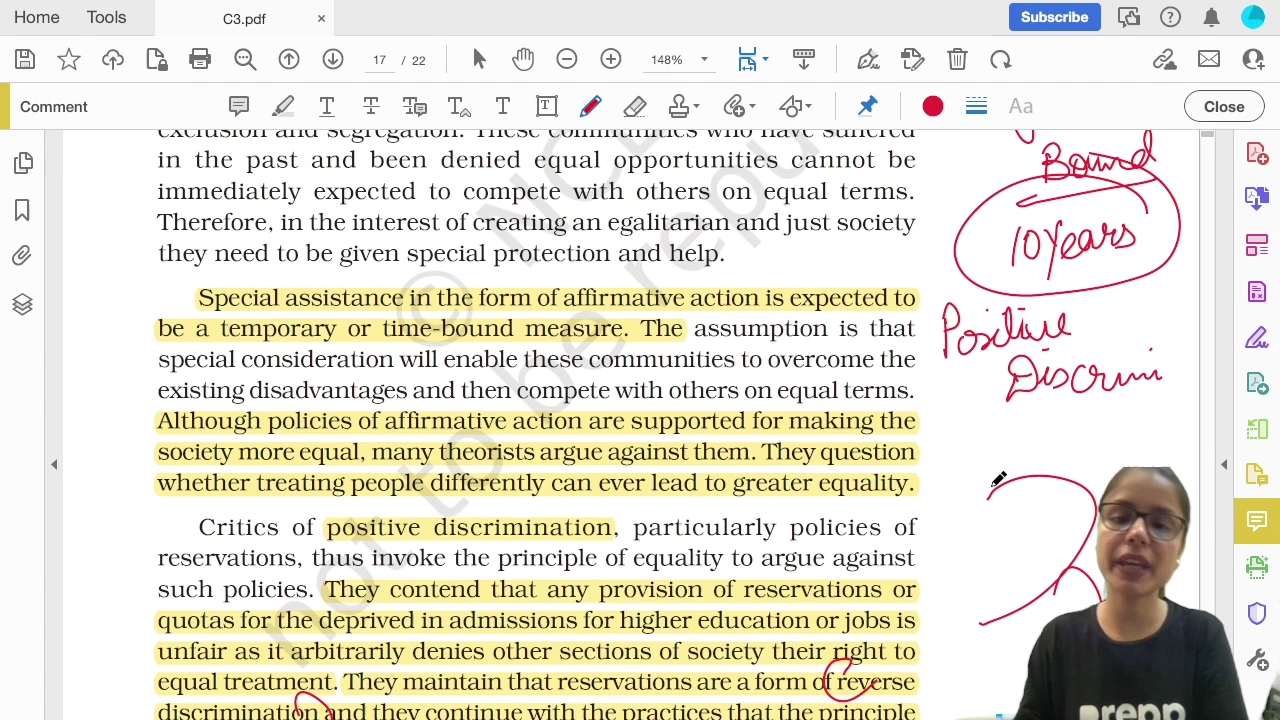 Home Tools C3.pdf × Subscribe
17 / 22 148%
Comment Aa Close
exclusion and segregation. These communities who have suffered
in the past and been denied equal opportunities cannot be
immediately expected to compete with others on equal terms.
Therefore, in the interest of creating an egalitarian and just society
they need to be given special protection and help.
Special assistance in the form of affirmative action is expected to
be a temporary or time-bound measure. The assumption is that
special consideration will enable these communities to overcome the
existing disadvantages and then compete with others on equal terms.
Although policies of affirmative action are supported for making the
society more equal, many theorists argue against them. They question
whether treating people differently can ever lead to greater equality.
Critics of positive discrimination, particularly policies of
reservations, thus invoke the principle of equality to argue against
such policies. They contend that any provision of reservations or
quotas for the deprived in admissions for higher education or jobs is
unfair as it arbitrarily denies other sections of society their right to
equal treatment. They maintain that reservations are a form of reverse
discrimination and they continue with the practices that the principle
Bound
10 Years
Positive
Discrimi
© NCE
not to be repu
prepp